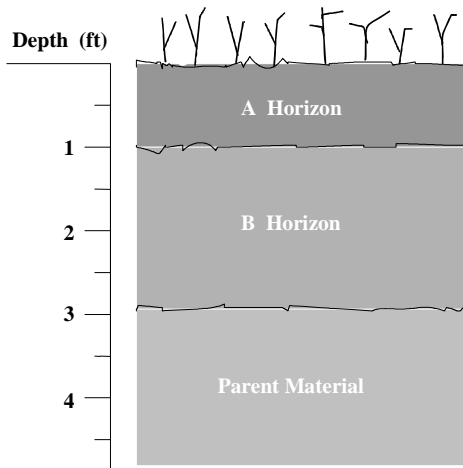 Depth (ft)
A Horizon
1
B Horizon
2
3
Parent Material
4